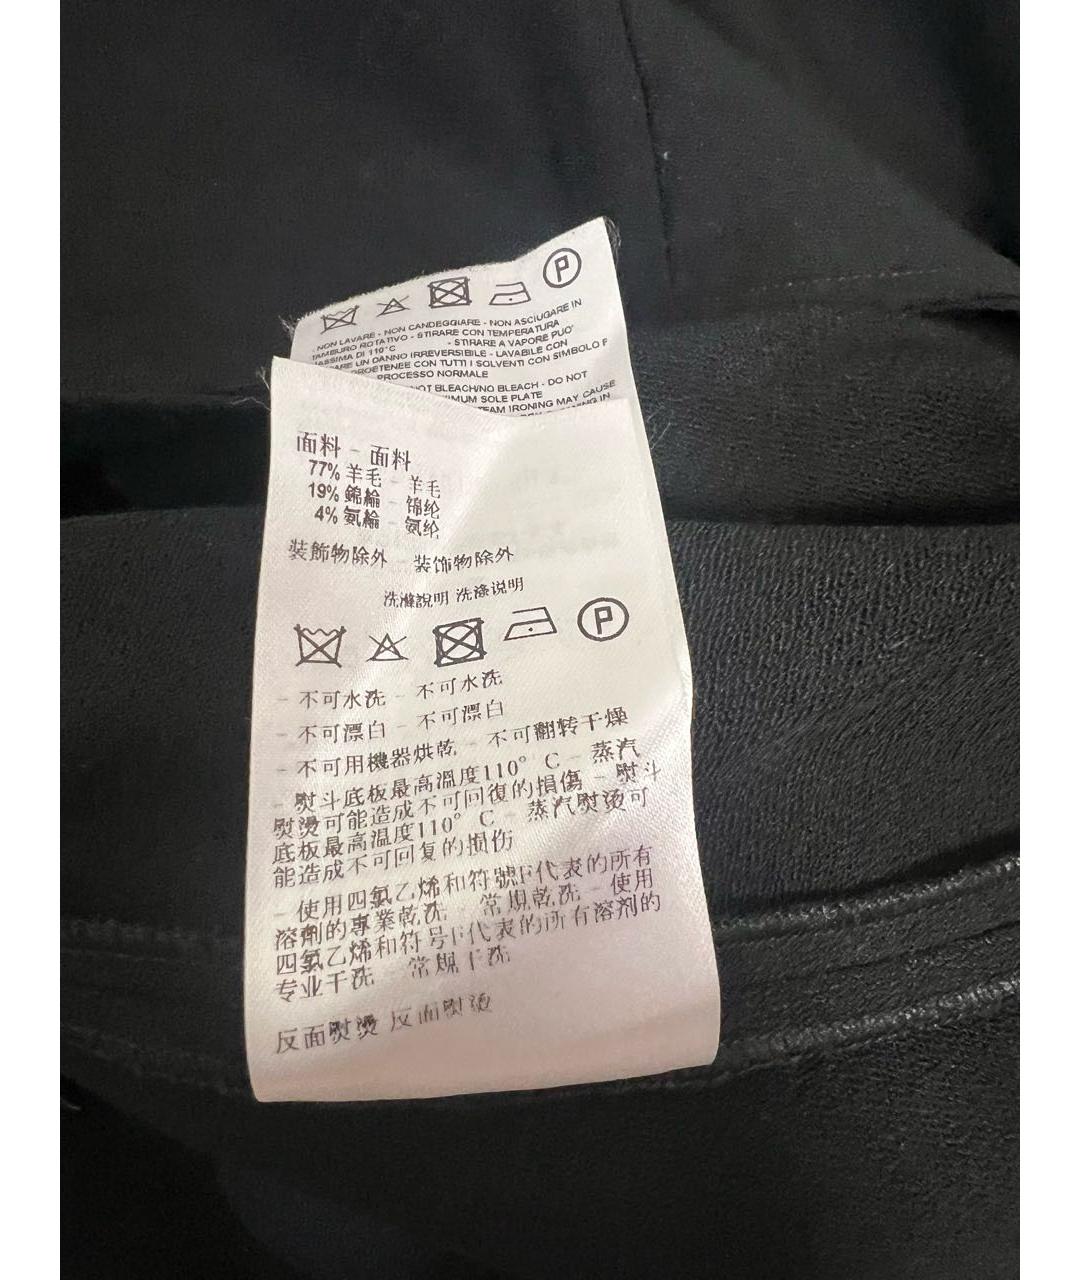 P
NON LAVARE - NON CANDEGGIARE - NON ASCIUGARE IN
TAMBURO ROTATIVO - STIRARE CON TEMPERATURA
MASSIMA DI 110°C - STIRARE A VAPORE PUO'
UN DANNO IRREVERSIBILE - LAVABILE CON
CON TUTTI I SOLVENTI CON SIMBOLO F
PROCESSO NORMALE
NOT BLEACH/NO BLEACH - DO NOT
SOLE PLATE
IRONING MAY CAUSE
IN
面料 - 面料
77% 羊毛 - 羊毛
19% 錦綸 - 锦纶
4% 氨綸 - 氨纶
装飾物除外 - 装饰物除外
洗滌說明 洗涤说明
P
- 不可水洗 - 不可水洗
- 不可漂白 - 不可漂白
- 不可用機器烘乾 - 不可翻转干燥
- 熨斗底板最高溫度110° C - 蒸汽
熨燙可能造成不可回復的損傷 - 熨斗
底板最高温度110° C - 蒸汽熨烫可
能造成不可回复的损伤
- 使用四氯乙烯和符號F代表的所有
溶劑的專業乾洗 - 常規乾洗 - 使用
四氯乙烯和符号F代表的所有溶剂的
专业干洗 常规干洗
反面熨燙 反面熨烫